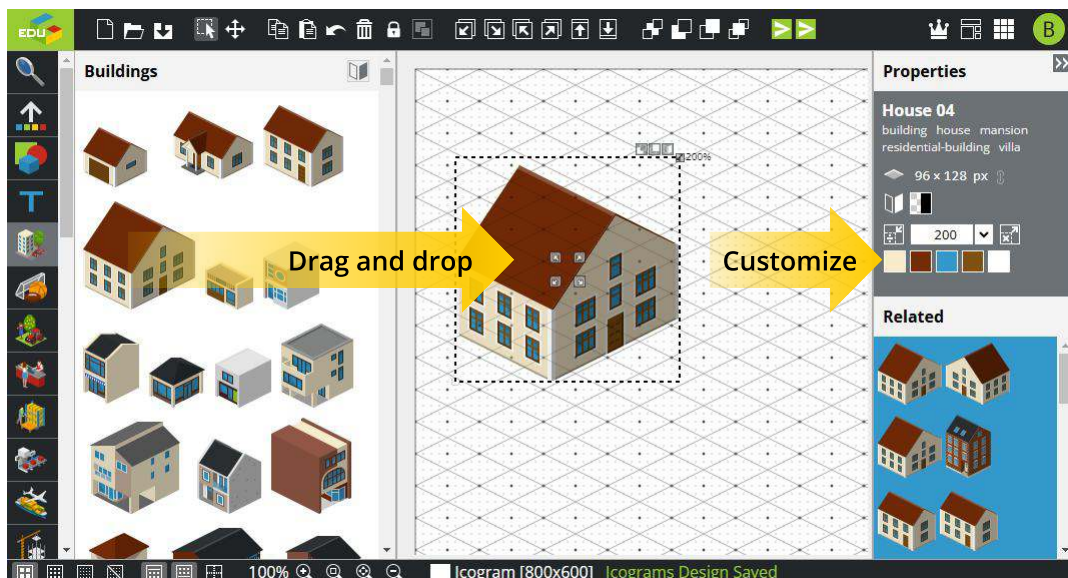 EDU
B
Buildings
Properties
House 04
building house mansion
residential-building villa
96 x 128 px
200
200%
Drag and drop
Customize
Related
100%
Icogram [800x600] Icograms Design Saved